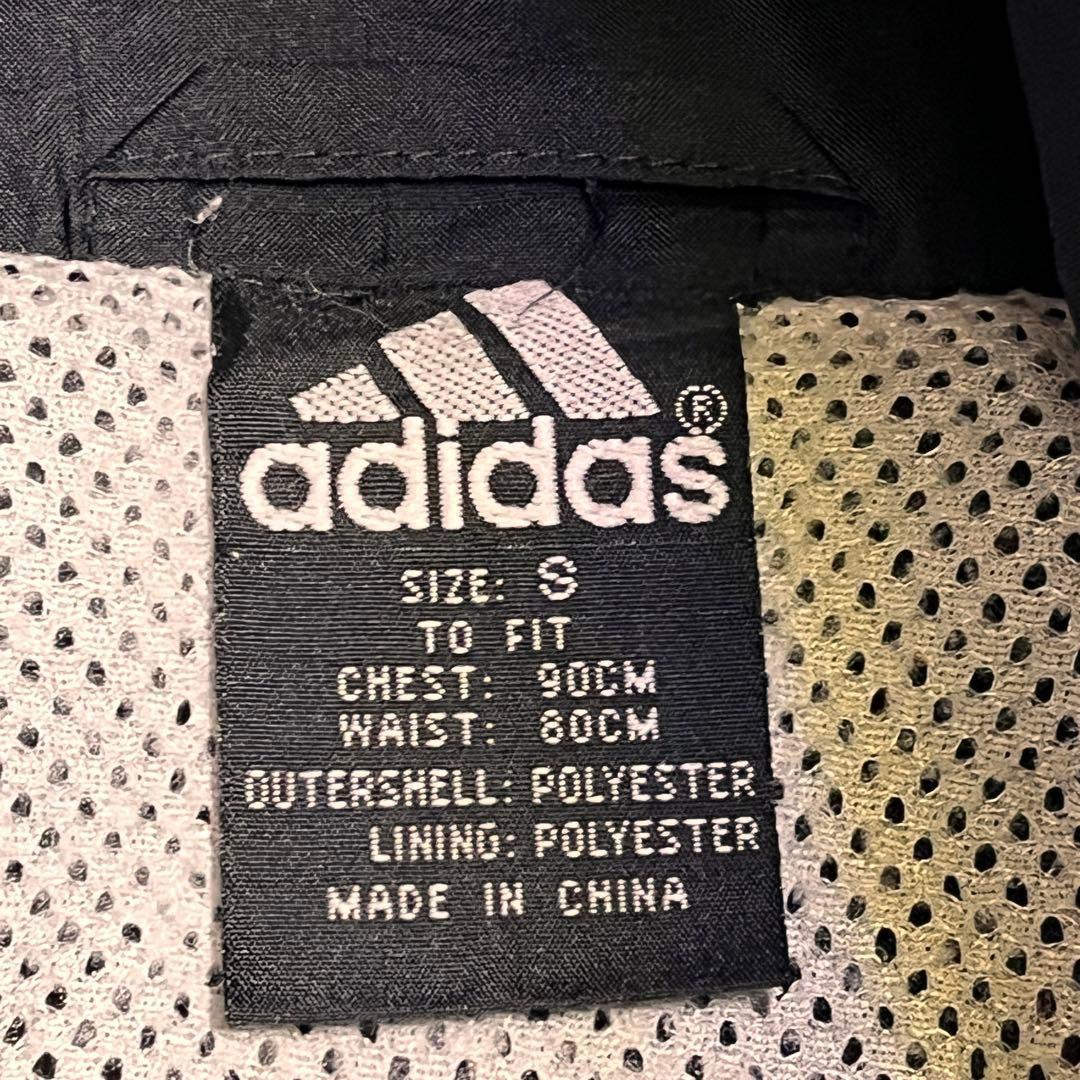 adidas®
SIZE: S
TO FIT
CHEST: 90CM
WAIST: 80CM
OUTERSHELL: POLYESTER
LINING: POLYESTER
MADE IN CHINA